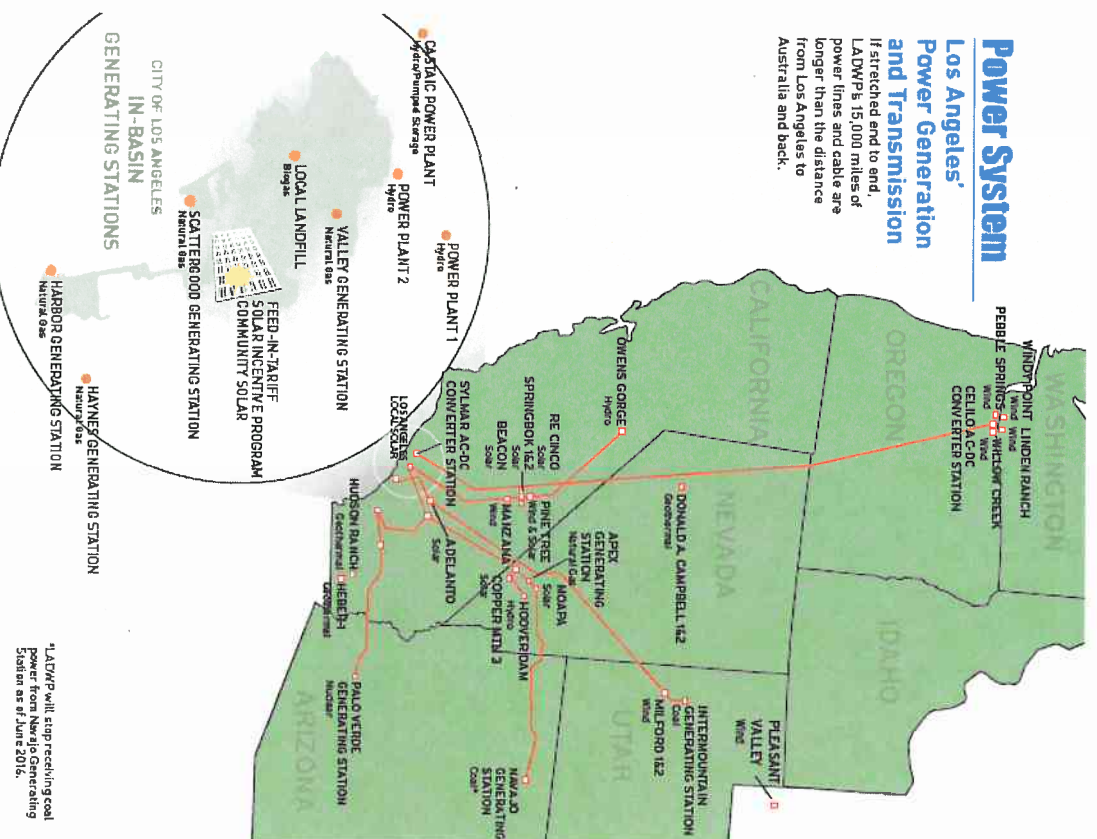 Power System
Los Angeles'
Power Generation
and Transmission
If stretched end to end,
LADWP's 15,000 miles of
power lines and cable are
longer than the distance
from Los Angeles to
Australia and back.
WASHINGTON
OREGON
IDAHO
CALIFORNIA
NEVADA
UTAH
ARIZONA
WINDY POINT
Wind
LINDEN RANCH
Wind
PEBBLE SPRINGS
Wind
WILLOW CREEK
Wind
CELILO AC-DC
CONVERTER STATION
PLEASANT
VALLEY
Wind
OWENS GORGE
Hydro
DONALD A. CAMPBELL 1&2
Geothermal
INTERMOUNTAIN
GENERATING STATION
Coal
MILFORD 1&2
Wind
APEX
GENERATING
STATION
Natural Gas
RE CINCO
Solar
SPRINGBOK 1&2
Solar
BEACON
Solar
PINE TREE
Wind & Solar
MANZANA
Wind
MOAPA
Solar
HOOVER DAM
Hydro
COPPER MTN 3
Solar
NAVAJO
GENERATING
STATION
Coal*
SYLMAR AC-DC
CONVERTER STATION
ADELANTO
Solar
LOS ANGELES
LOCAL SOLAR
HUDSON RANCH
Geothermal
HEBER-1
Geothermal
PALO VERDE
GENERATING STATION
Nuclear
CASTAIC POWER PLANT
Hydro/Pumped Storage
POWER PLANT 1
Hydro
POWER PLANT 2
Hydro
VALLEY GENERATING STATION
Natural Gas
LOCAL LANDFILL
Biogas
FEED-IN-TARIFF
SOLAR INCENTIVE PROGRAM
COMMUNITY SOLAR
SCATTERGOOD GENERATING STATION
Natural Gas
CITY OF LOS ANGELES
IN-BASIN
GENERATING STATIONS
HAYNES GENERATING STATION
Natural Gas
HARBOR GENERATING STATION
Natural Gas
*LADWP will stop receiving coal
power from Navajo Generating
Station as of June 2016.